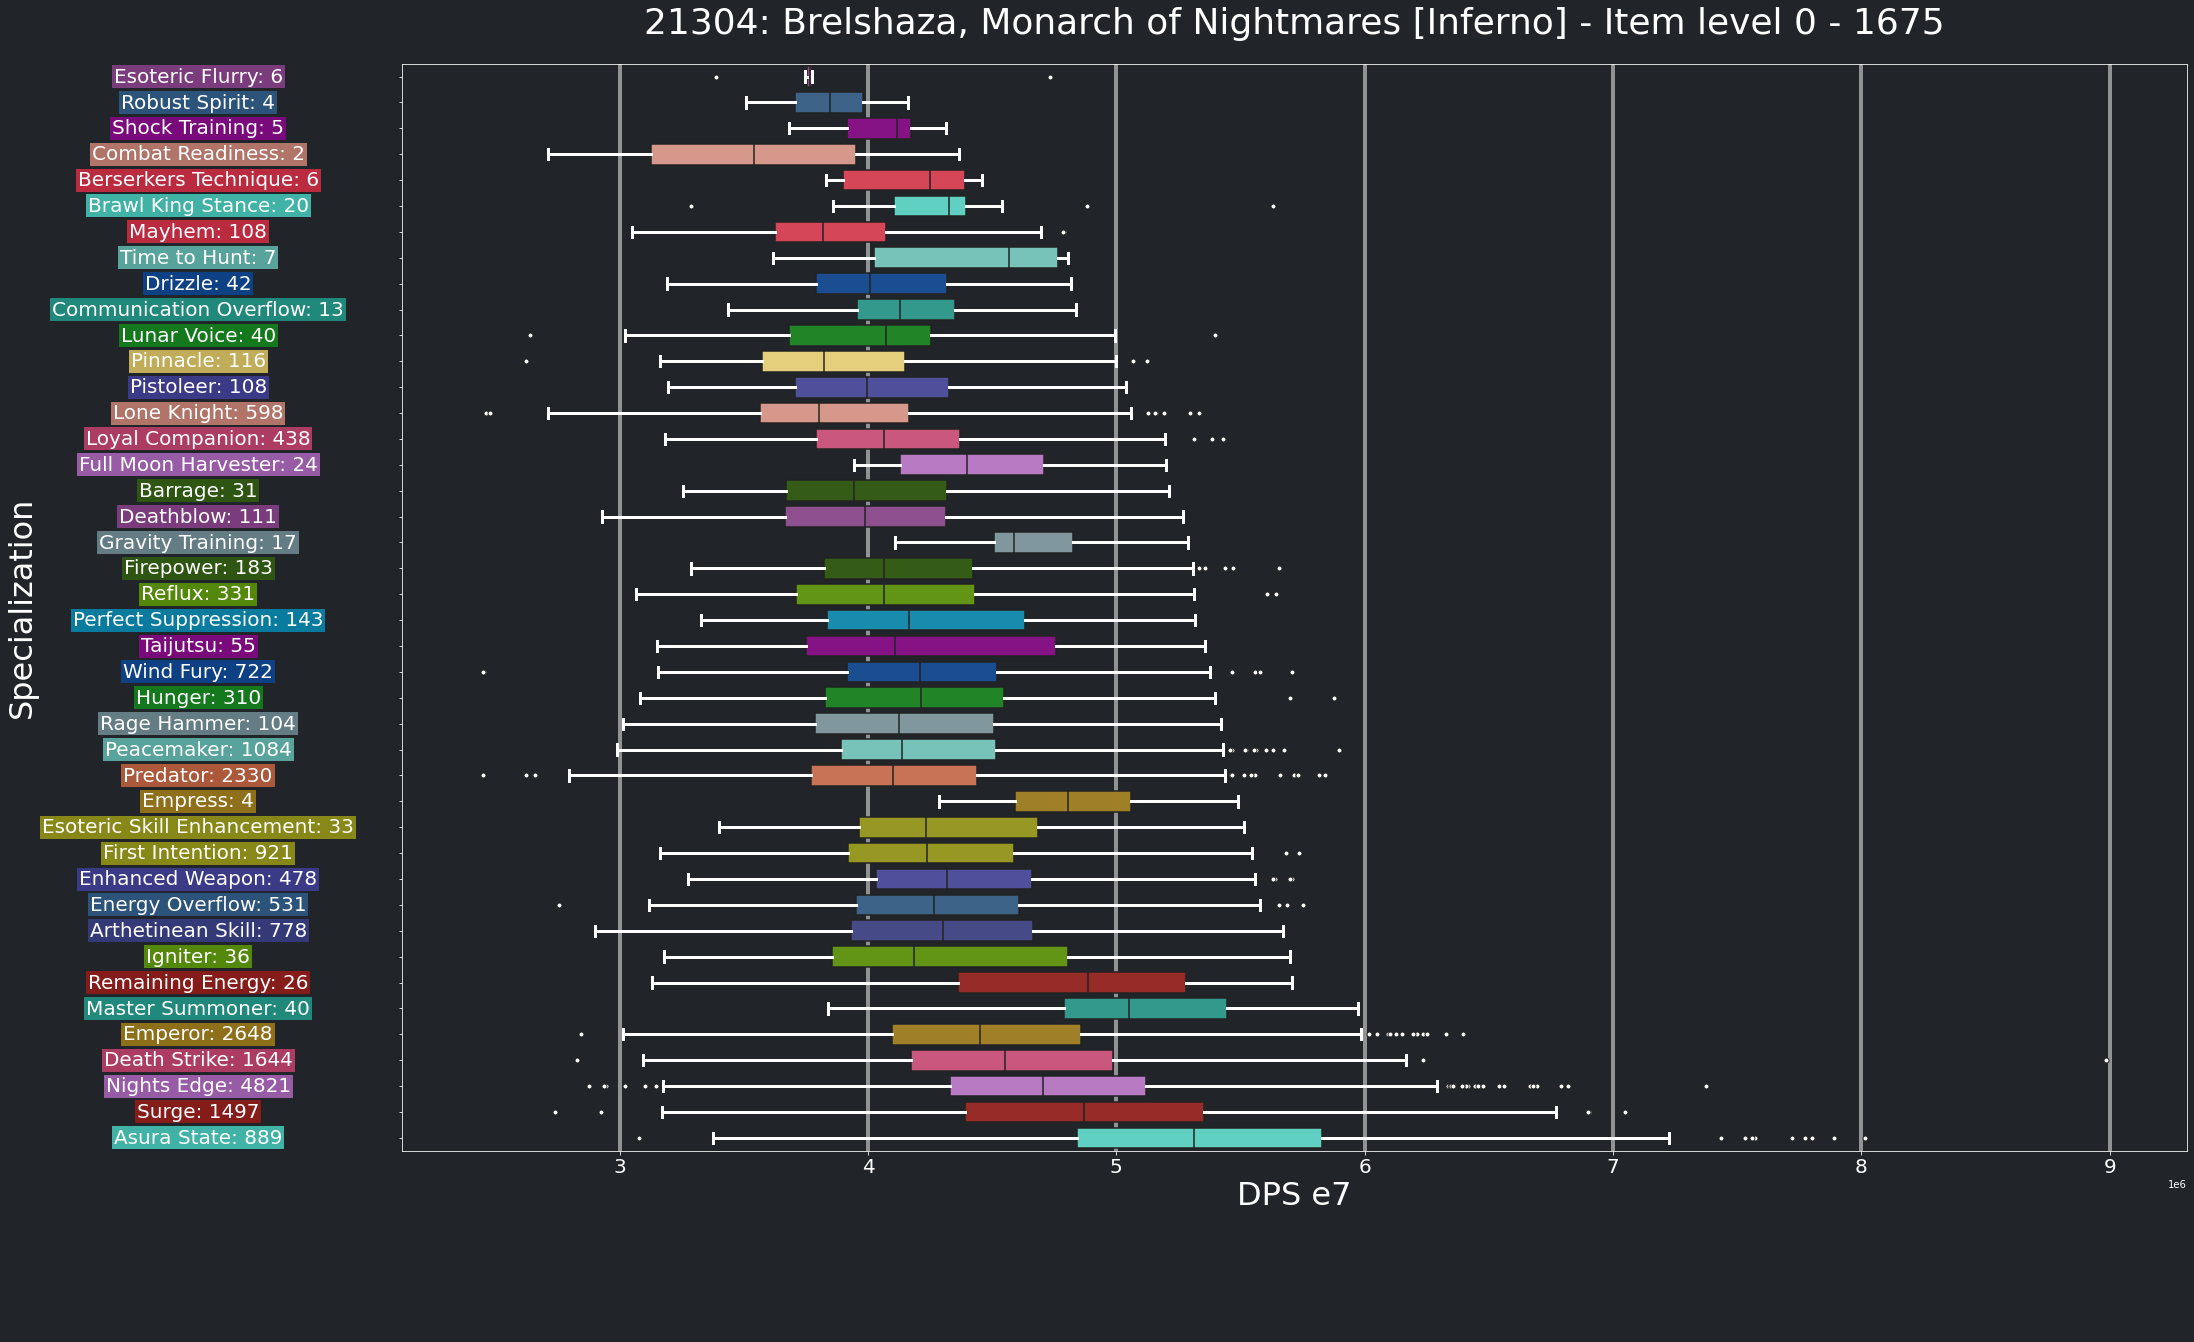 21304: Brelshaza, Monarch of Nightmares [Inferno] - Item level 0 - 1675
Specialization
Esoteric Flurry: 6
Robust Spirit: 4
Shock Training: 5
Combat Readiness: 2
Berserkers Technique: 6
Brawl King Stance: 20
Mayhem: 108
Time to Hunt: 7
Drizzle: 42
Communication Overflow: 13
Lunar Voice: 40
Pinnacle: 116
Pistoleer: 108
Lone Knight: 598
Loyal Companion: 438
Full Moon Harvester: 24
Barrage: 31
Deathblow: 111
Gravity Training: 17
Firepower: 183
Reflux: 331
Perfect Suppression: 143
Taijutsu: 55
Wind Fury: 722
Hunger: 310
Rage Hammer: 104
Peacemaker: 1084
Predator: 2330
Empress: 4
Esoteric Skill Enhancement: 33
First Intention: 921
Enhanced Weapon: 478
Energy Overflow: 531
Arthetinean Skill: 778
Igniter: 36
Remaining Energy: 26
Master Summoner: 40
Emperor: 2648
Death Strike: 1644
Nights Edge: 4821
Surge: 1497
Asura State: 889
3 4 5 6 7 8 9
DPS e7
1e6